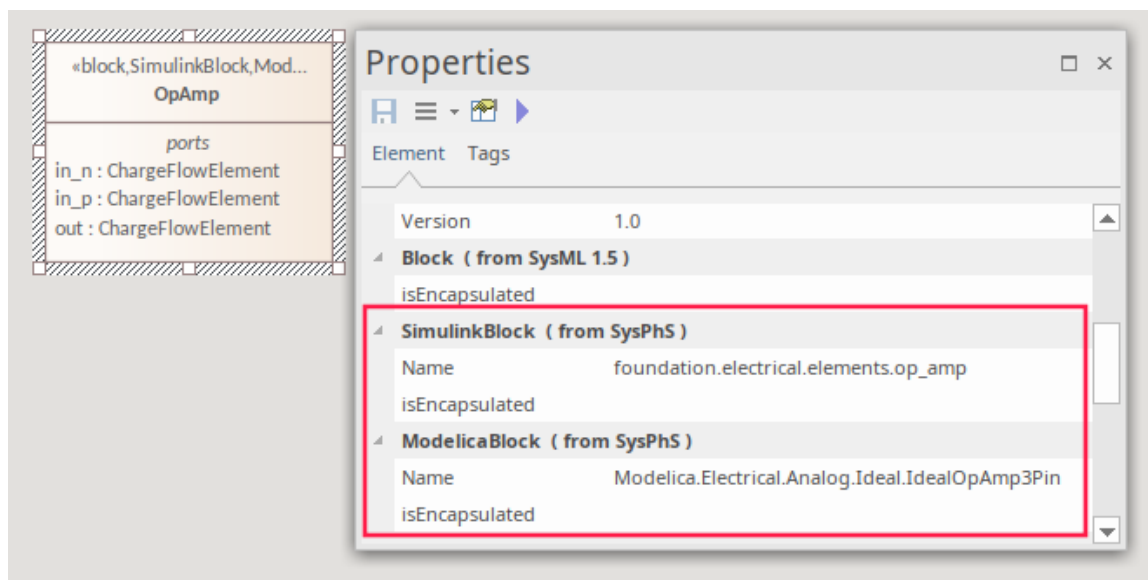 «block,SimulinkBlock,Mod...
OpAmp
ports
in_n : ChargeFlowElement
in_p : ChargeFlowElement
out : ChargeFlowElement
Properties
Element Tags
Version 1.0
Block ( from SysML 1.5 )
isEncapsulated
SimulinkBlock ( from SysPhS )
Name foundation.electrical.elements.op_amp
isEncapsulated
ModelicaBlock ( from SysPhS )
Name Modelica.Electrical.Analog.Ideal.IdealOpAmp3Pin
isEncapsulated